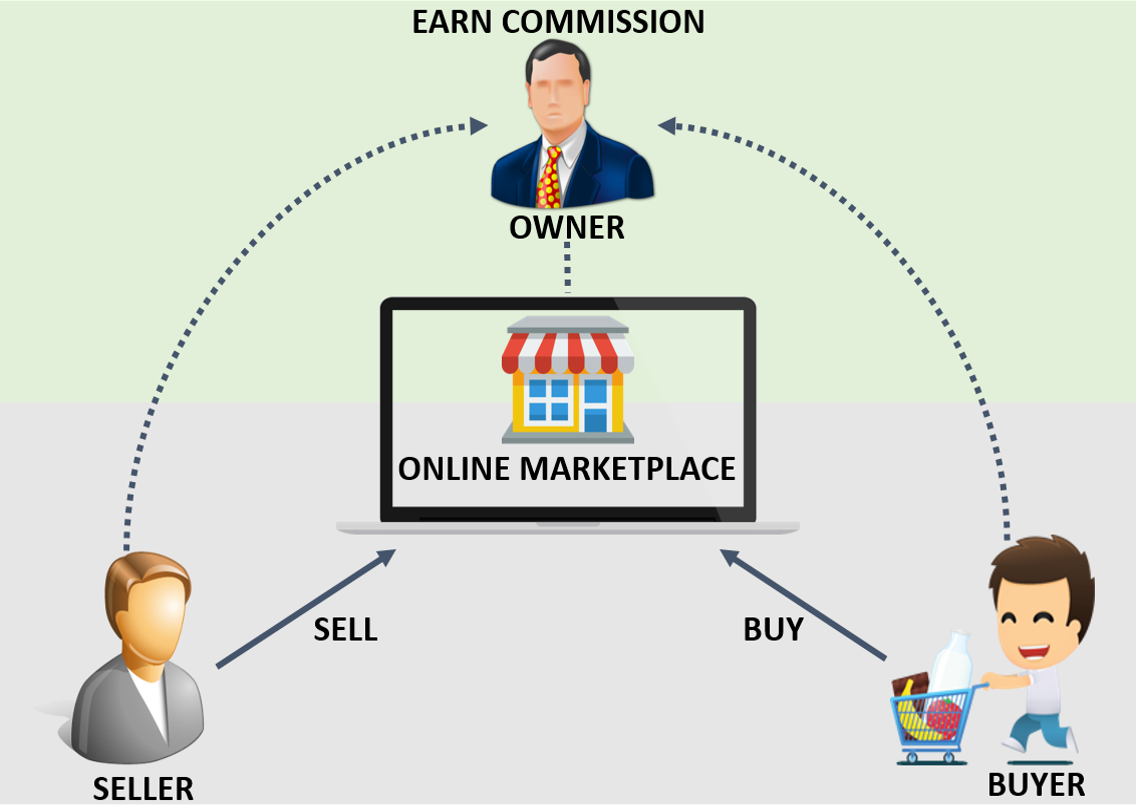 EARN COMMISSION
OWNER
ONLINE MARKETPLACE
SELL
BUY
SELLER
BUYER